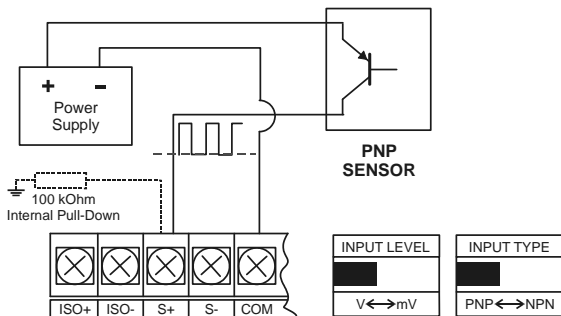 + -
Power
Supply
PNP
SENSOR
100 kOhm
Internal Pull-Down
INPUT LEVEL
V↔mV
INPUT TYPE
PNP↔NPN
ISO+ ISO- S+ S- COM